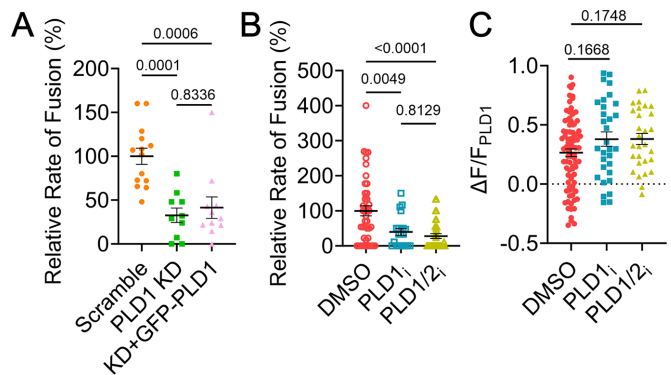 A
Relative Rate of Fusion (%)
0.0006
0.0001
0.8336
200
150
100
50
0
Scramble
PLD1 KD
KD+GFP-PLD1
B
Relative Rate of Fusion (%)
<0.0001
0.0049
0.8129
500
400
300
200
100
0
DMSO
PLD1i
PLD1/2i
C
ΔF/FPLD1
0.1748
0.1668
1.0
0.5
0.0
-0.5
DMSO
PLD1i
PLD1/2i